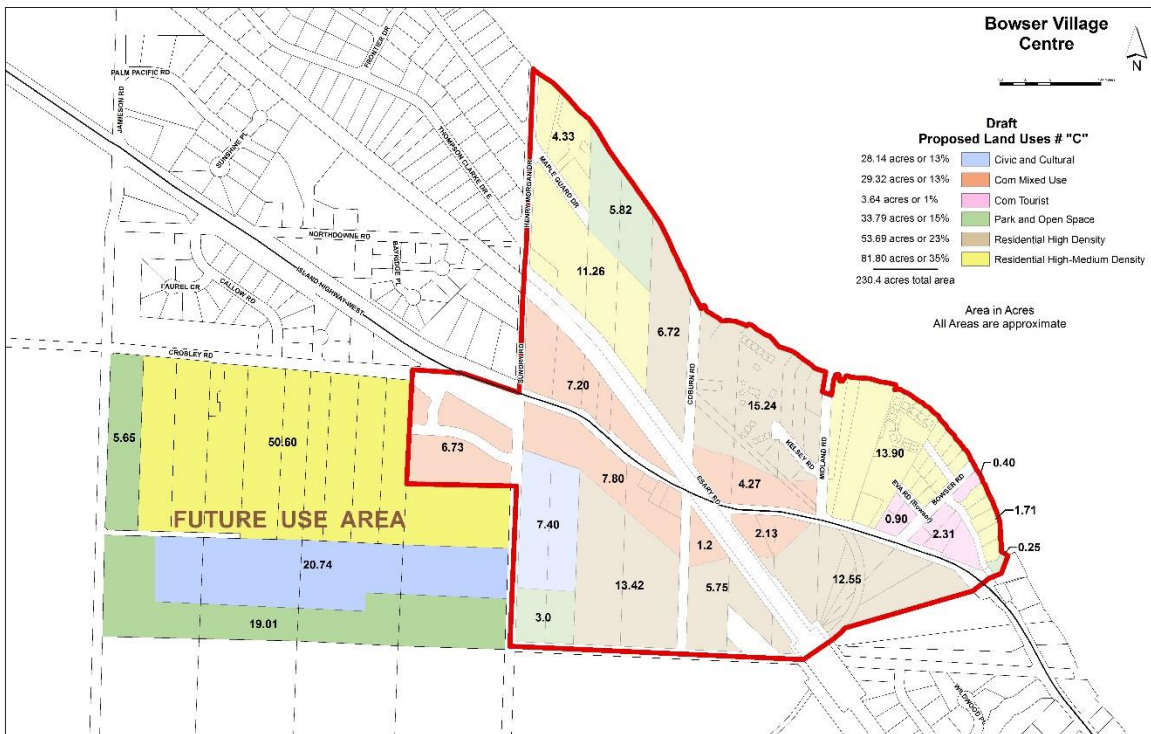 Bowser Village
Centre
N
Draft
Proposed Land Uses # "C"
28.14 acres or 13% Civic and Cultural
29.32 acres or 13% Com Mixed Use
3.64 acres or 1% Com Tourist
33.79 acres or 15% Park and Open Space
53.69 acres or 23% Residential High Density
81.80 acres or 35% Residential High-Medium Density
230.4 acres total area
Area in Acres
All Areas are approximate
FRONTIER DR
PALM PACIFIC RD
JAMIESON RD
SUNSHINE PL
THOMPSON CLARKE DR E
HENRY MORGAN DR
MAPLE GUARD DR
4.33
5.82
NORTHDOWNE RD
BAYRIDGE PL
ISLAND HIGHWAY WEST
LAUREL CR
CALLOW RD
11.26
6.72
CROSLEY RD
SUNDRY RD
COBURN RD
7.20
15.24
KELSEY RD
MIDLAND RD
13.90
5.65
50.60
6.73
7.80
4.27
ESARY RD
EVA RD (Bowser)
BOWSER RD
0.40
0.90
2.31
1.71
0.25
FUTURE USE AREA
7.40
1.2
2.13
20.74
13.42
5.75
12.55
3.0
19.01
WILDWOOD PL